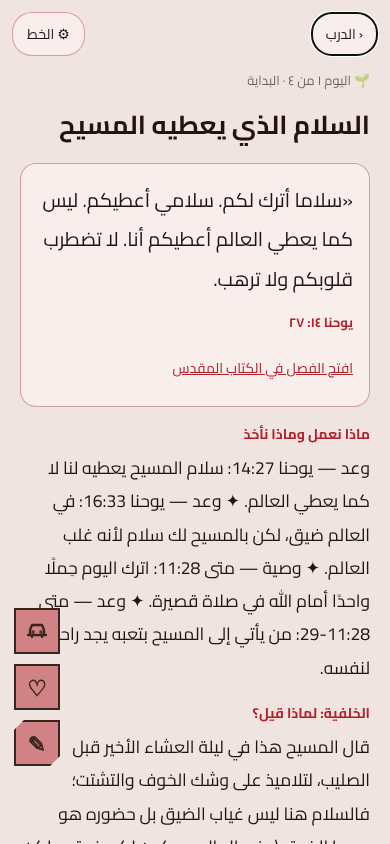 ‹ الدرب
⚙ الخط
🌱 اليوم ١ من ٤ · البداية
السلام الذي يعطيه المسيح
«سلاما أترك لكم. سلامي أعطيكم. ليس
كما يعطي العالم أعطيكم أنا. لا تضطرب
قلوبكم ولا ترهب.
يوحنا ١٤: ٢٧
افتح الفصل في الكتاب المقدس
ماذا نعمل وماذا نأخذ
وعد — يوحنا 14:27: سلام المسيح يعطيه لنا لا
كما يعطي العالم. ✦ وعد — يوحنا 16:33: في
العالم ضيق، لكن بالمسيح لك سلام لأنه غلب
العالم. ✦ وصية — متى 11:28: اترك اليوم حِملًا
واحدًا أمام الله في صلاة قصيرة. ✦ وعد — متى
11:28-29: من يأتي إلى المسيح بتعبه يجد
لنفسه.
الخلفية: لماذا قيل؟
قال المسيح هذا في ليلة العشاء الأخير قبل
الصليب، لتلاميذ على وشك الخوف والتشتت؛
فالسلام هنا ليس غياب الضيق بل حضوره هو